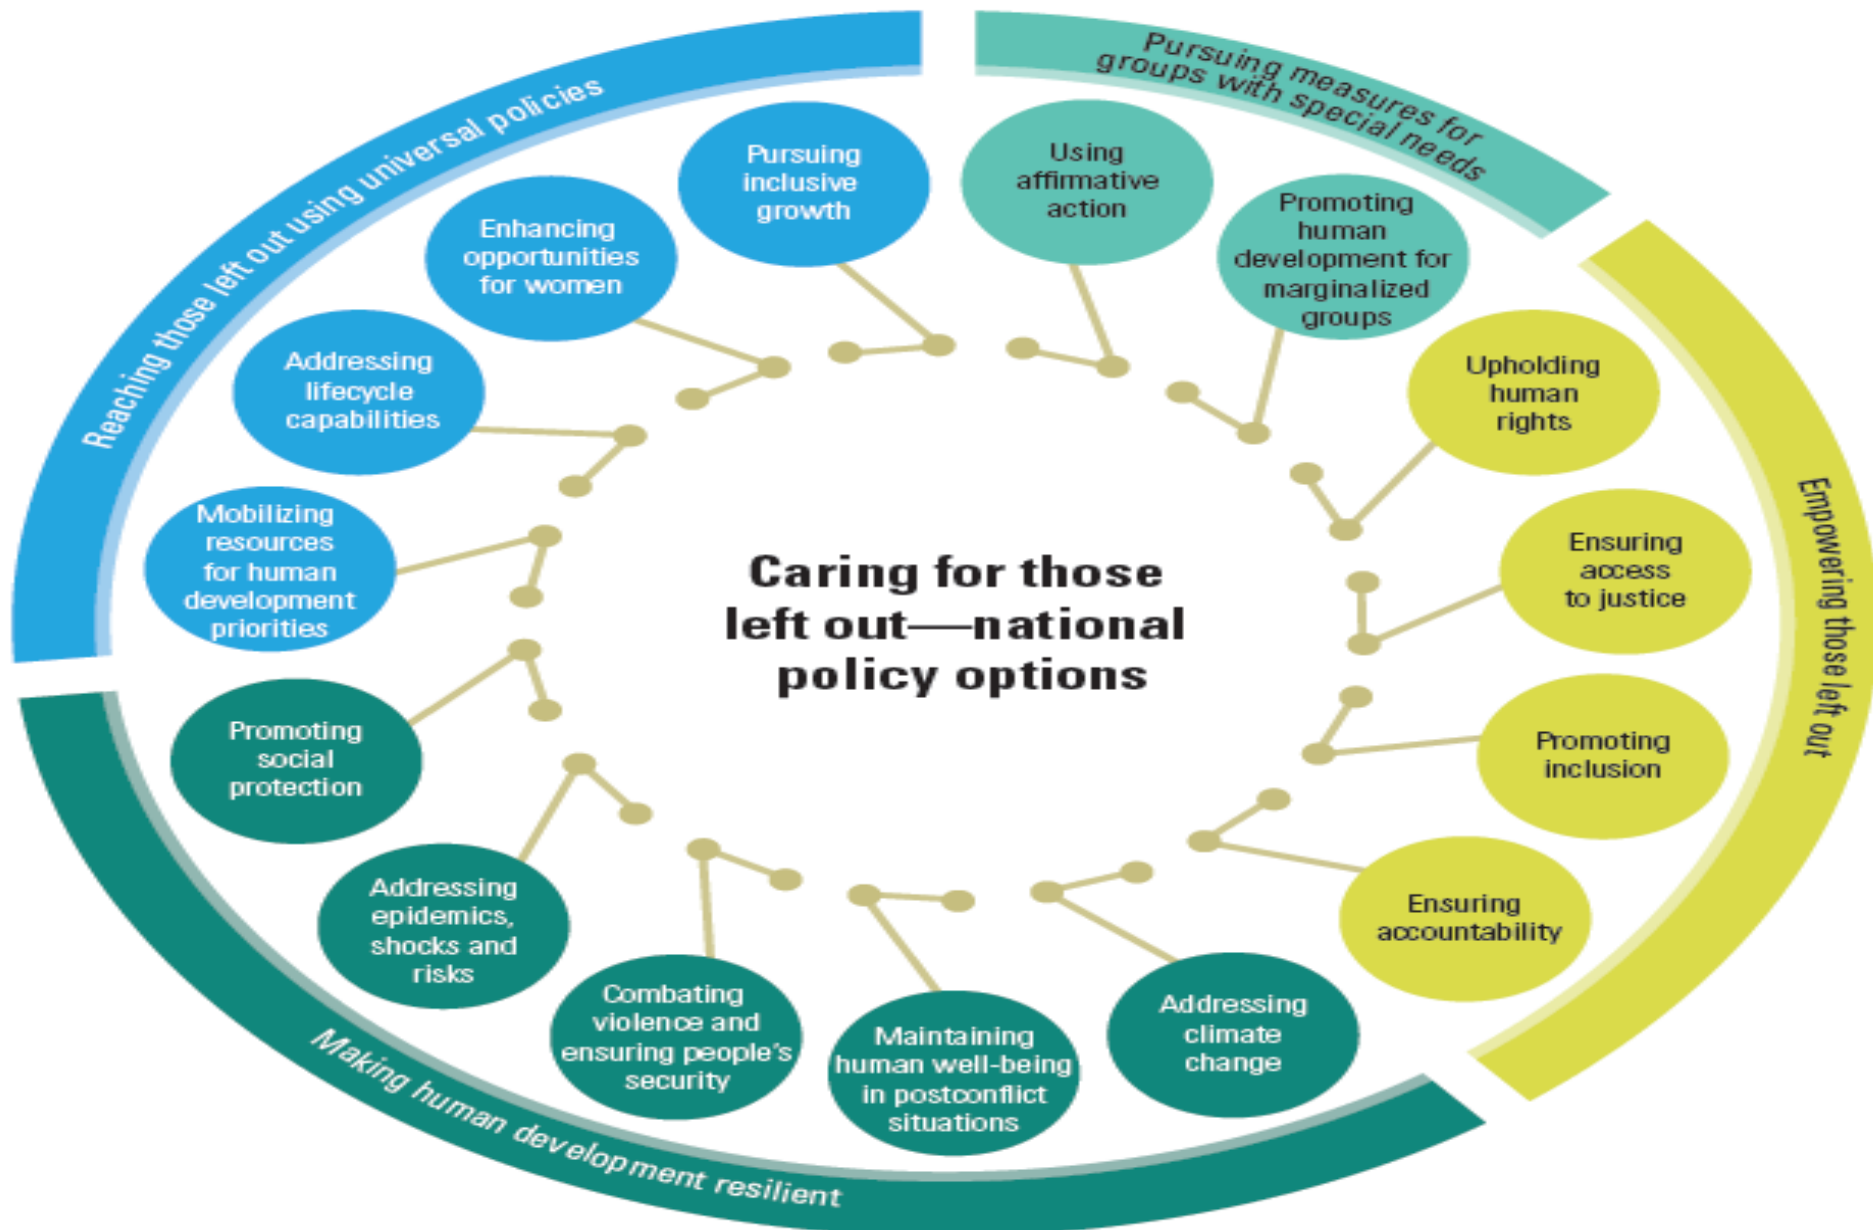 Reaching those left out using universal policies
Pursuing measures for
groups with special needs
Pursuing
inclusive
growth
Using
affirmative
action
Enhancing
opportunities
for women
Promoting
human
development for
marginalized
groups
Addressing
lifecycle
capabilities
Upholding
human
rights
Mobilizing
resources
for human
development
priorities
Ensuring
access
to justice
Empowering those left out
Caring for those
left out—national
policy options
Promoting
social
protection
Promoting
inclusion
Addressing
epidemics,
shocks and
risks
Ensuring
accountability
Combating
violence and
ensuring people's
security
Maintaining
human well-being
in postconflict
situations
Addressing
climate
change
Making human development resilient